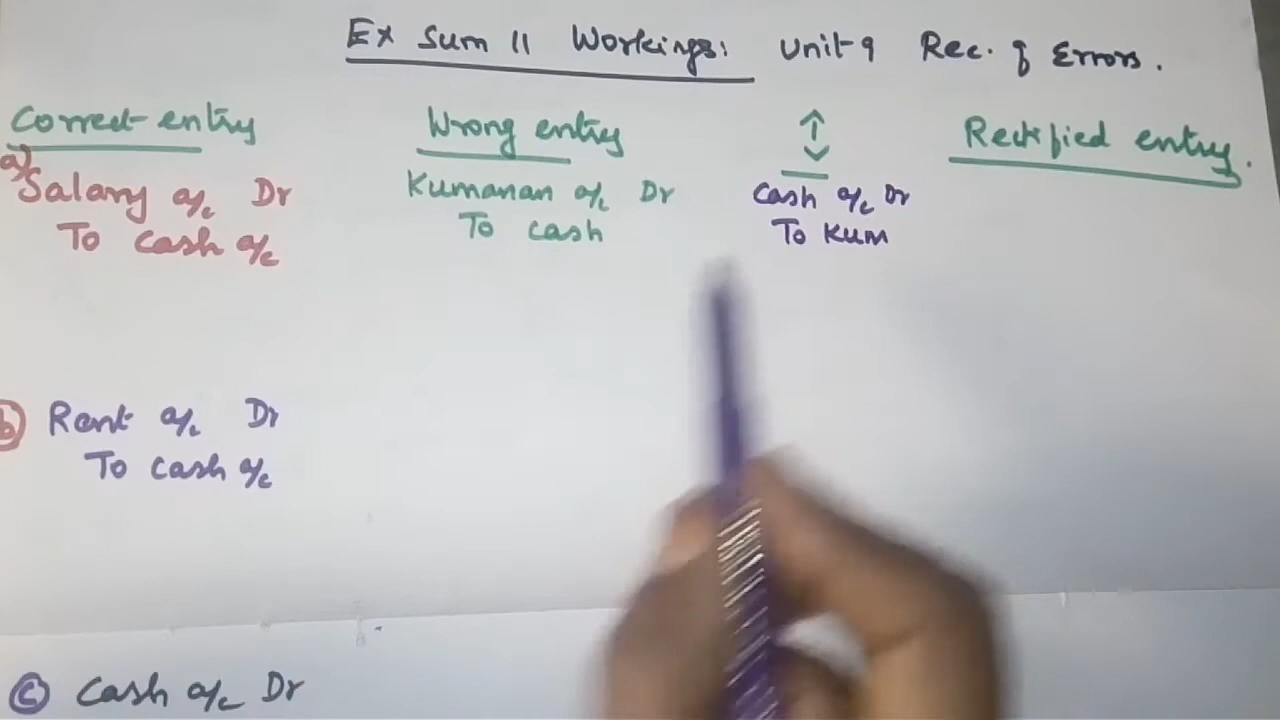 Ex Sum 11 Workings: Unit 9 Rec. of Errors.
Correct entry
Wrong entry
Rectified entry.
a) Salary a/c Dr
To cash a/c
Kumanan a/c Dr
To cash
Cash a/c Dr
To Kum
b) Rent a/c Dr
To cash a/c
c) Cash a/c Dr